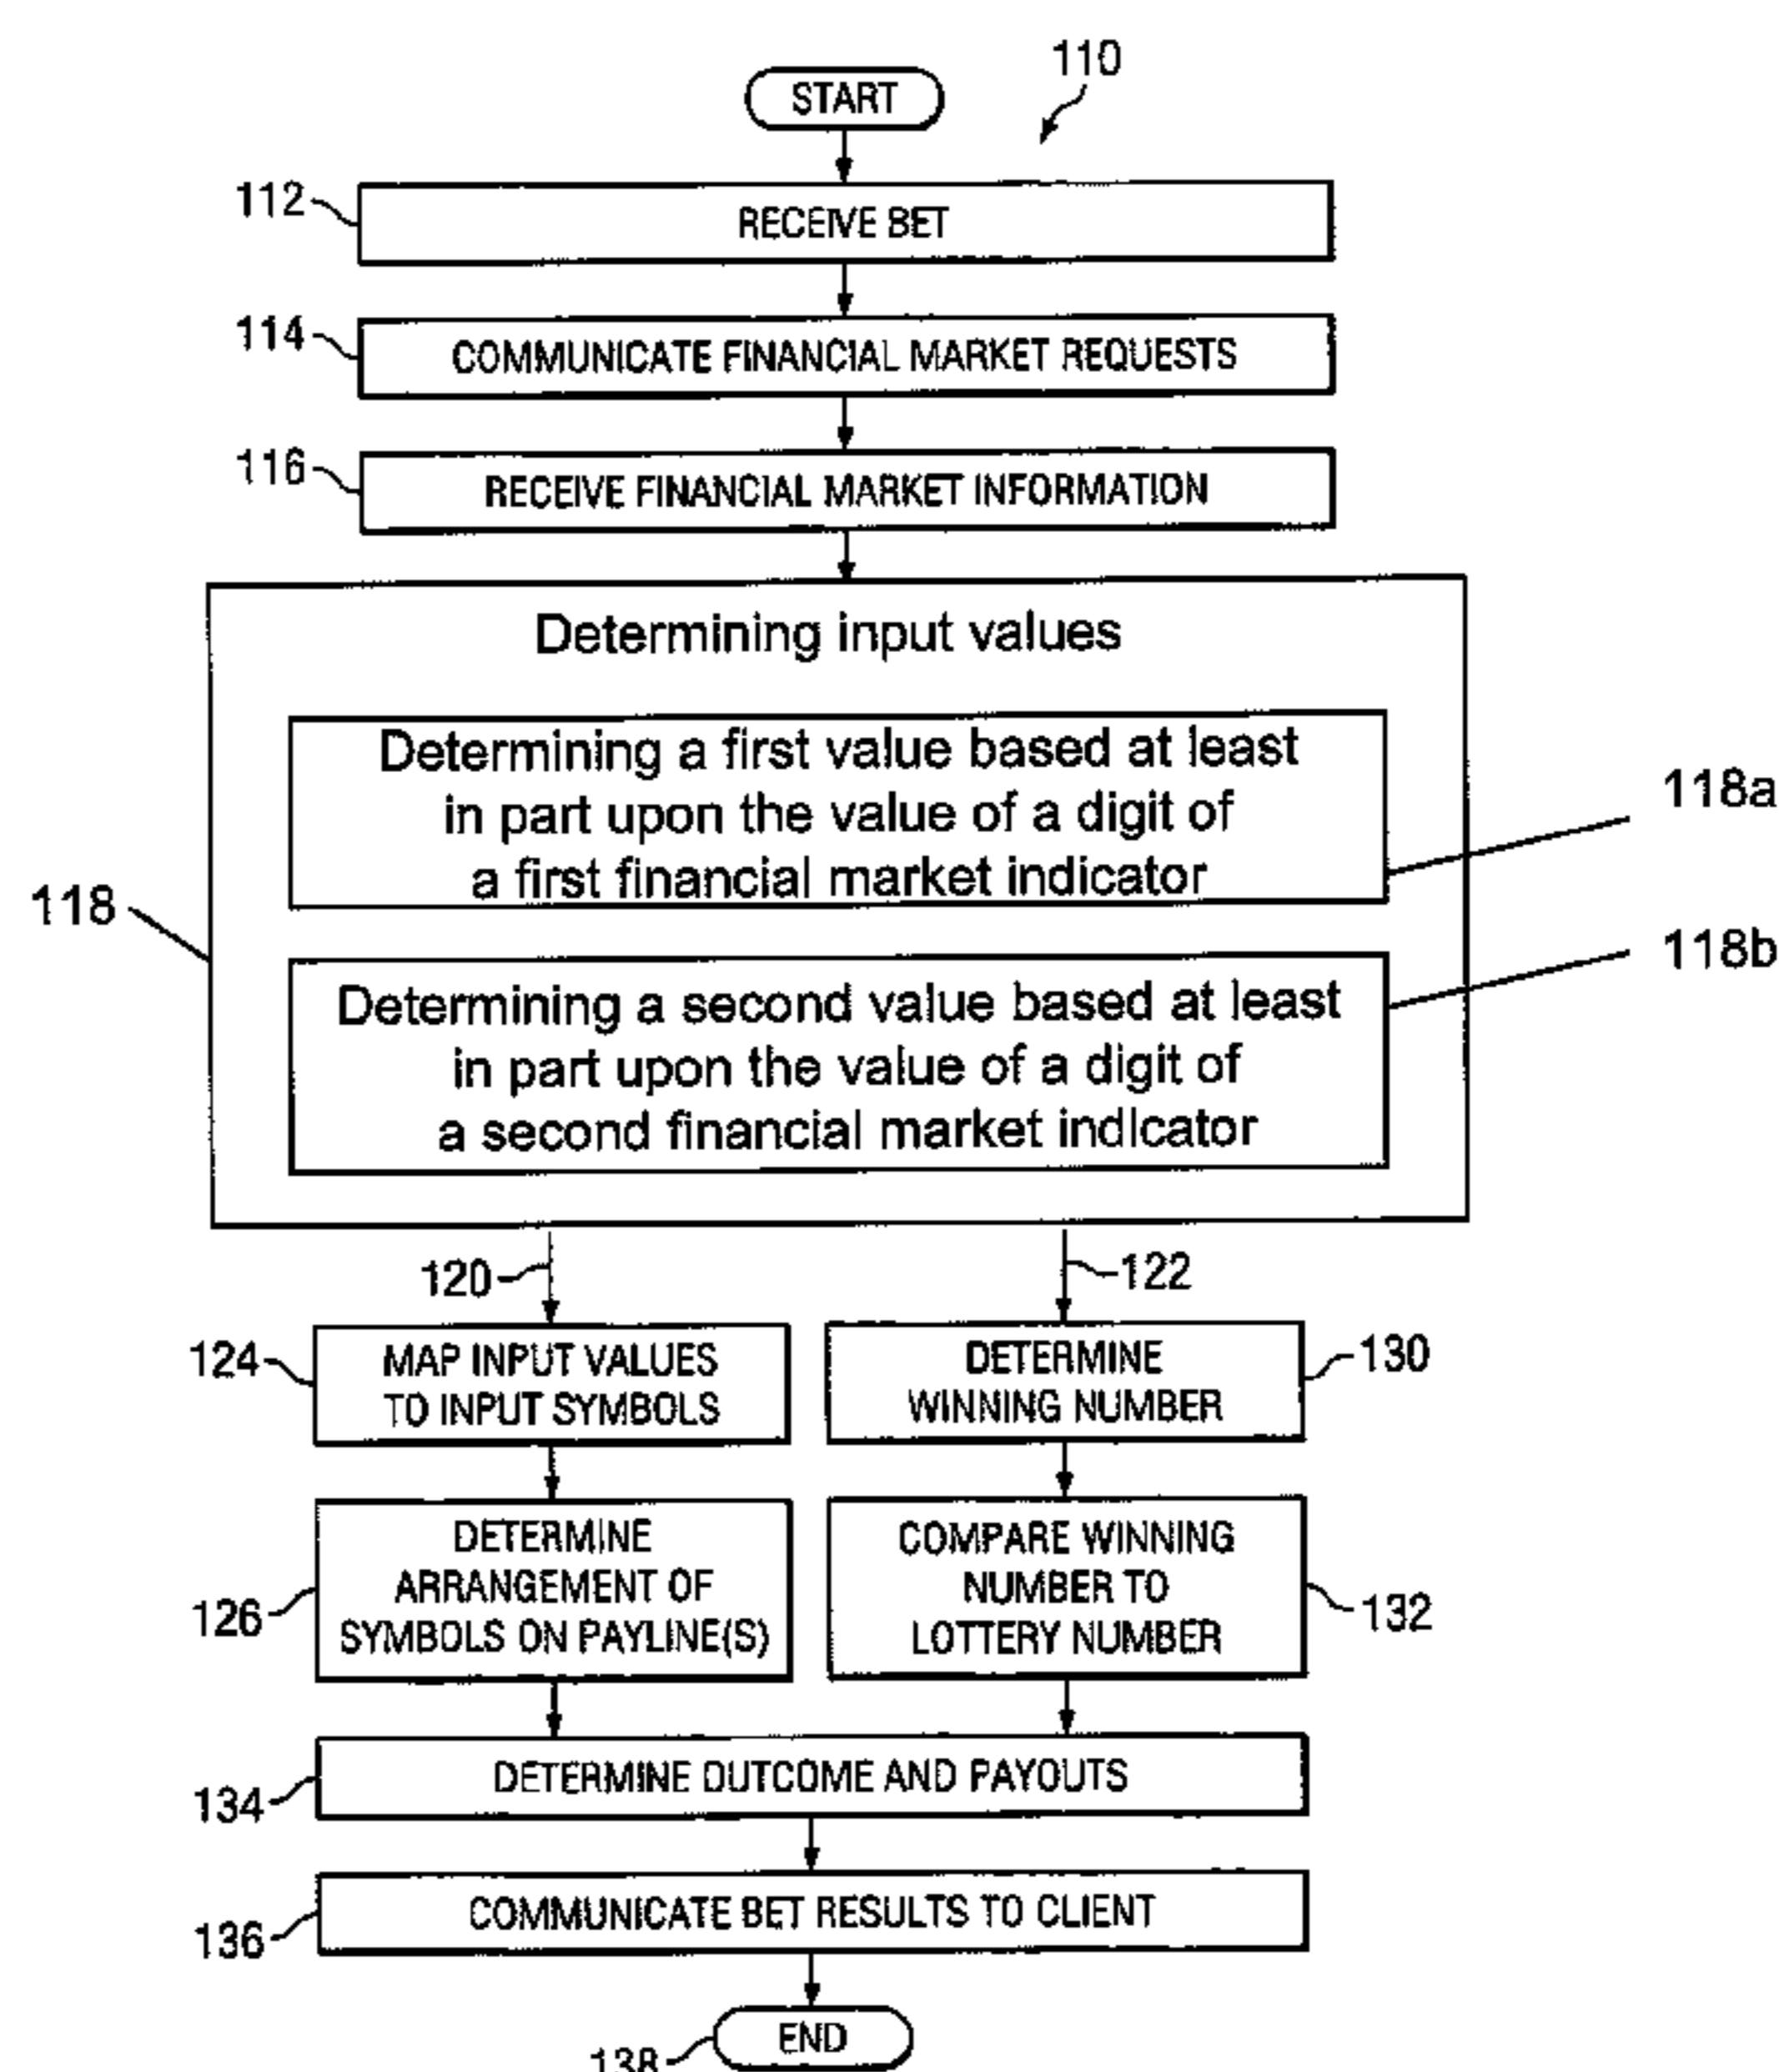 110
START
112
RECEIVE BET
114
COMMUNICATE FINANCIAL MARKET REQUESTS
116
RECEIVE FINANCIAL MARKET INFORMATION
Determining input values
Determining a first value based at least
in part upon the value of a digit of
a first financial market indicator
118a
118
118b
Determining a second value based at least
in part upon the value of a digit of
a second financial market indicator
120
122
124
MAP INPUT VALUES
TO INPUT SYMBOLS
DETERMINE
WINNING NUMBER
130
126
DETERMINE
ARRANGEMENT OF
SYMBOLS ON PAYLINE(S)
COMPARE WINNING
NUMBER TO
LOTTERY NUMBER
132
134
DETERMINE OUTCOME AND PAYOUTS
136
COMMUNICATE BET RESULTS TO CLIENT
END
138